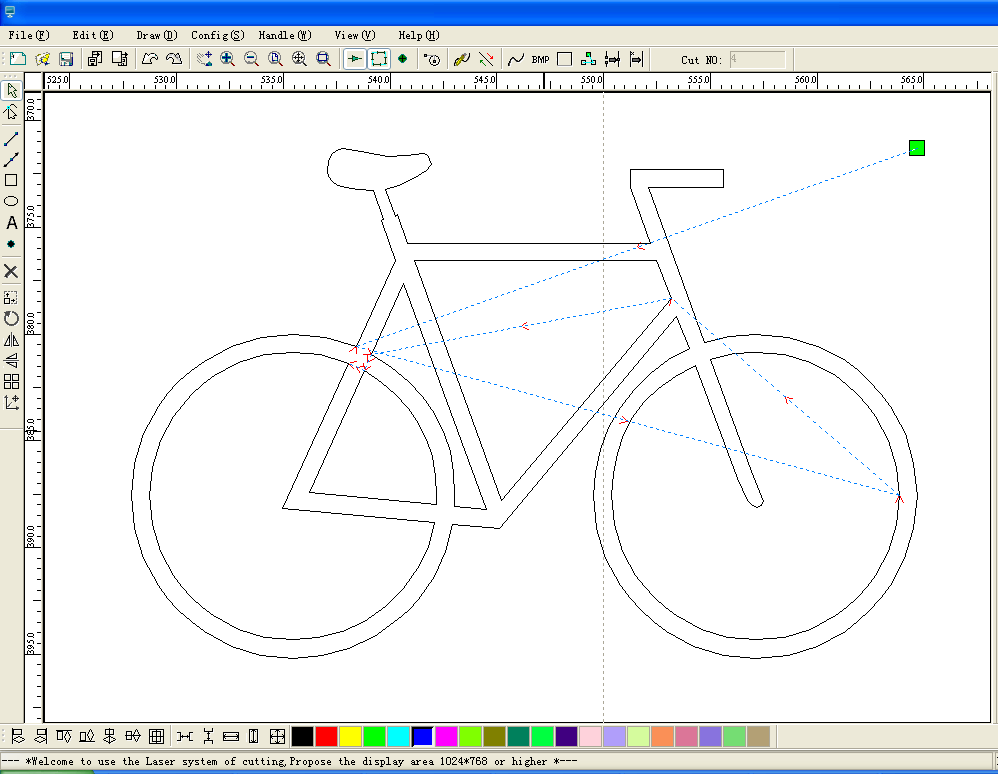 File(F) Edit(E) Draw(D) Config(S) Handle(W) View(V) Help(H)
BMP Cut NO: 4
525.0 530.0 535.0 540.0 545.0 550.0 555.0 560.0 565.0
370.0
375.0
A
380.0
385.0
390.0
395.0
--- *Welcome to use the Laser system of cutting,Propose the display area 1024*768 or higher *---